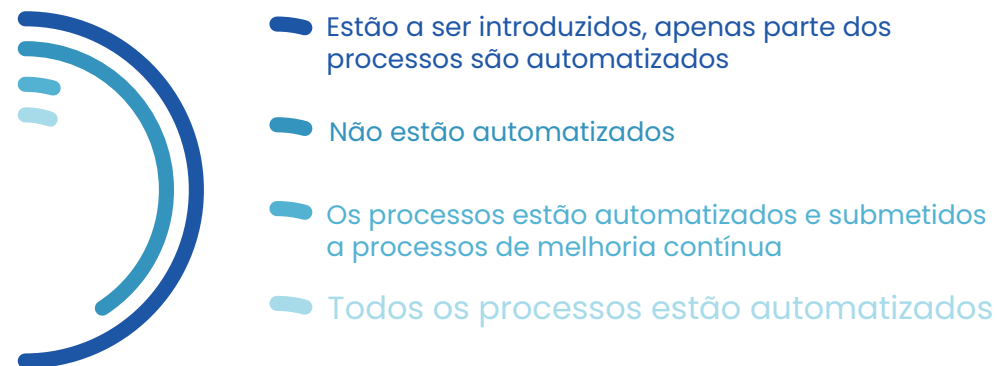 Estão a ser introduzidos, apenas parte dos
processos são automatizados
Não estão automatizados
Os processos estão automatizados e submetidos
a processos de melhoria contínua
Todos os processos estão automatizados